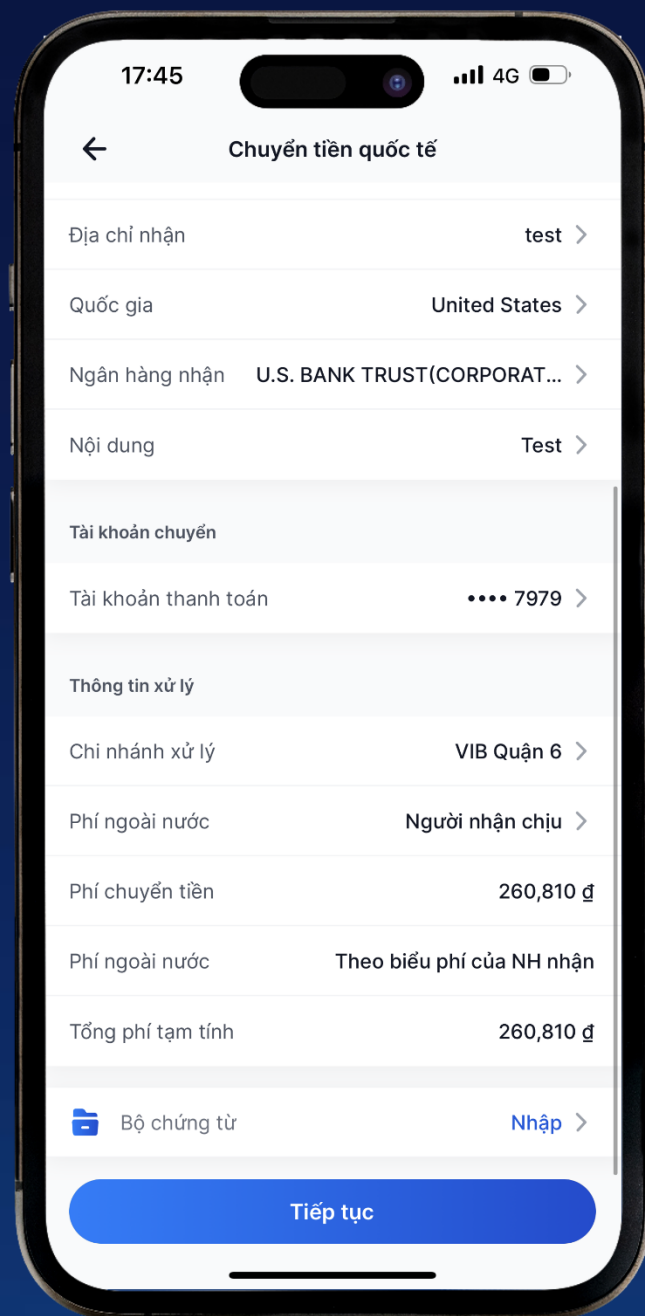 17:45
4G
Chuyển tiền quốc tế
Địa chỉ nhận test
Quốc gia United States
Ngân hàng nhận U.S. BANK TRUST(CORPORAT...
Nội dung Test
Tài khoản chuyển
Tài khoản thanh toán •••• 7979
Thông tin xử lý
Chi nhánh xử lý VIB Quận 6
Phí ngoài nước Người nhận chịu
Phí chuyển tiền 260,810 ₫
Phí ngoài nước Theo biểu phí của NH nhận
Tổng phí tạm tính 260,810 ₫
Bộ chứng từ Nhập
Tiếp tục